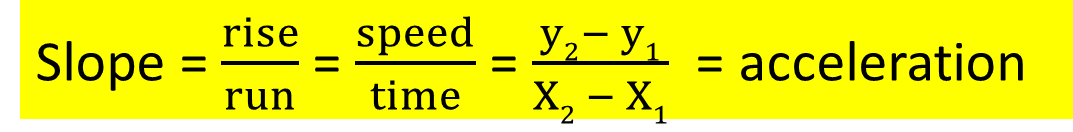 Slope = rise/run = speed/time = y₂ − y₁/X₂ − X₁ = acceleration